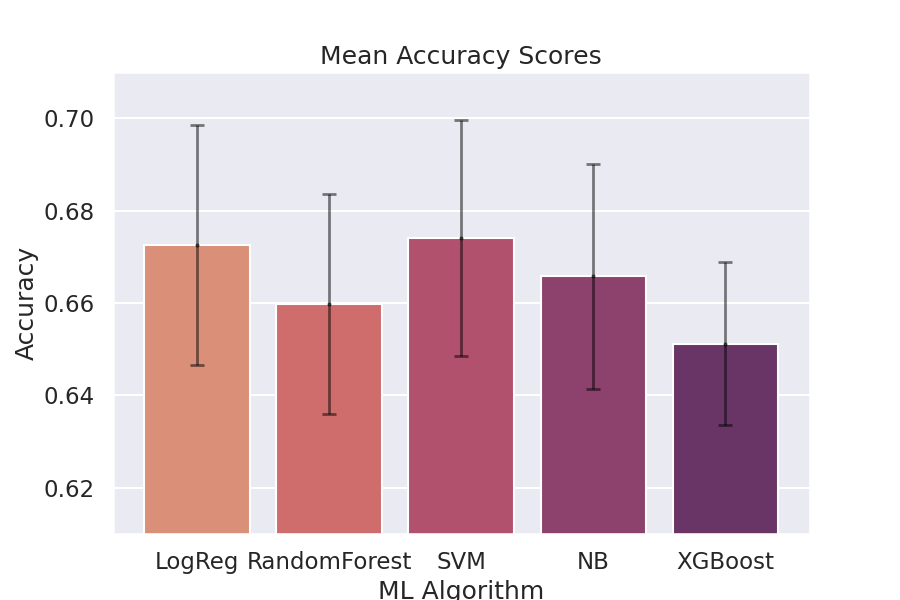 Mean Accuracy Scores
Accuracy
0.70
0.68
0.66
0.64
0.62
LogReg RandomForest SVM NB XGBoost
ML Algorithm